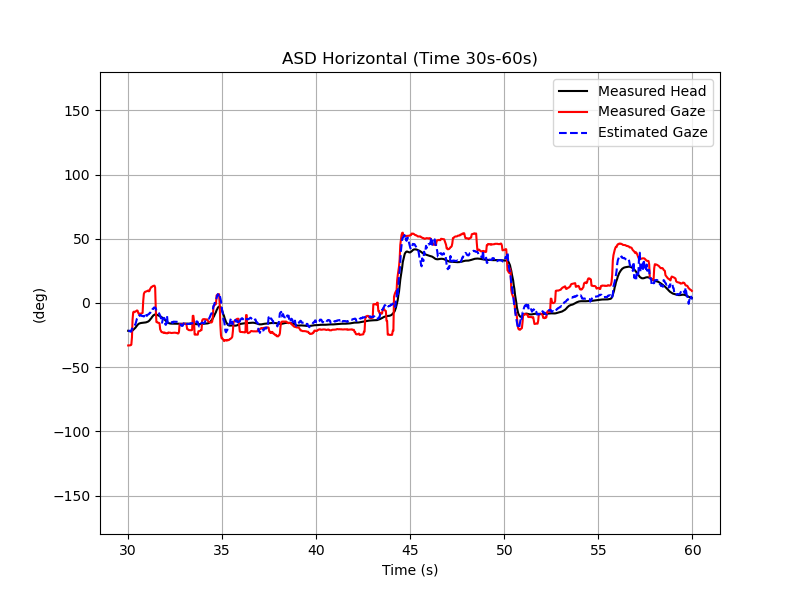 ASD Horizontal (Time 30s-60s)
Measured Head
Measured Gaze
Estimated Gaze
150
100
50
0
−50
−100
−150
(deg)
30 35 40 45 50 55 60
Time (s)